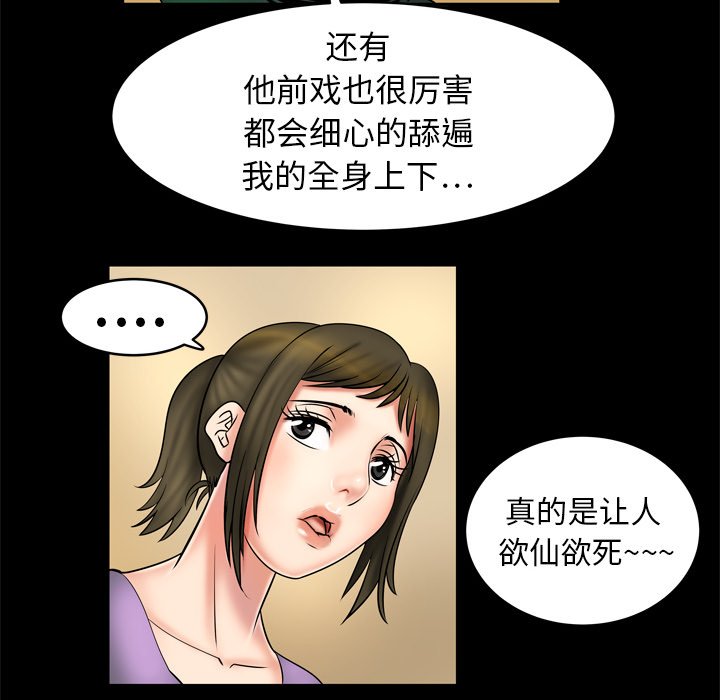 还有
他前戏也很厉害
都会细心的舔遍
我的全身上下...
....
真的是让人
欲仙欲死~~~